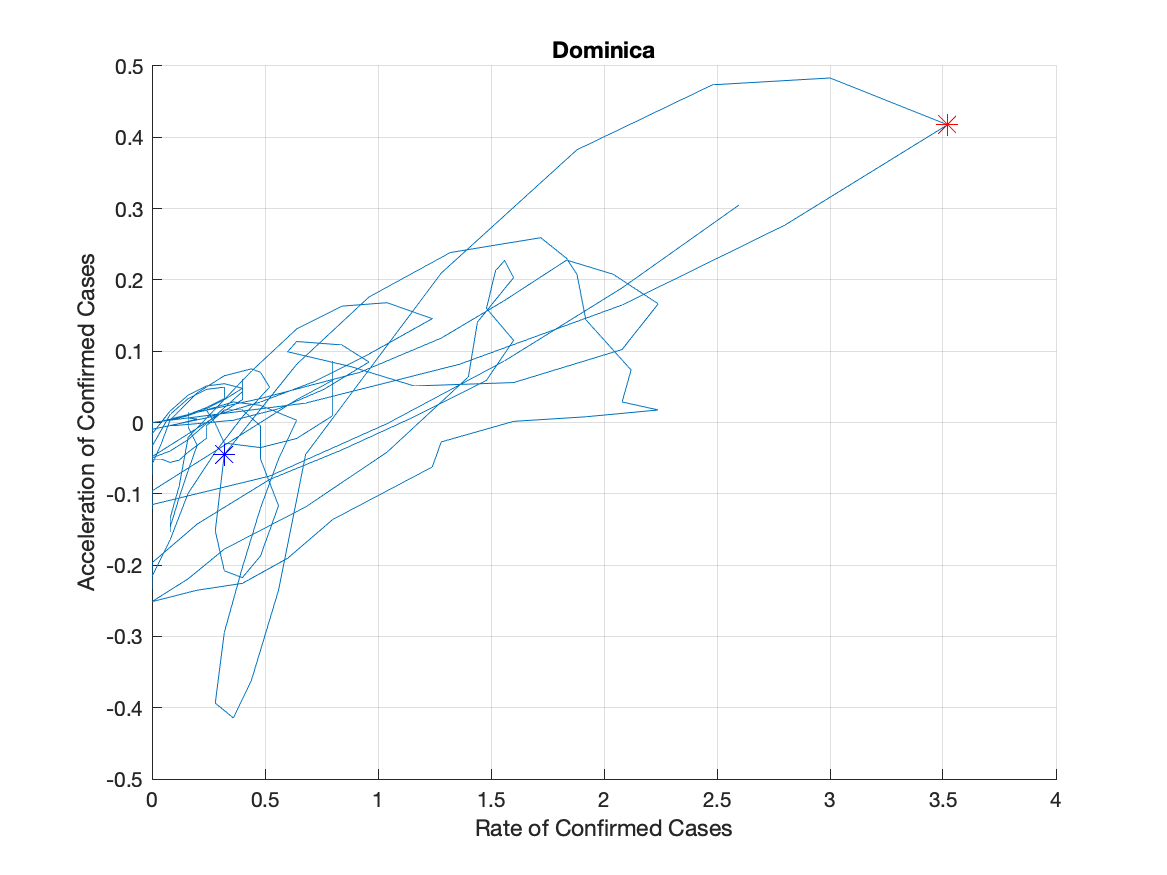 Dominica
0.5
0.4
0.3
0.2
0.1
0
-0.1
-0.2
-0.3
-0.4
-0.5
Acceleration of Confirmed Cases
0 0.5 1 1.5 2 2.5 3 3.5 4
Rate of Confirmed Cases